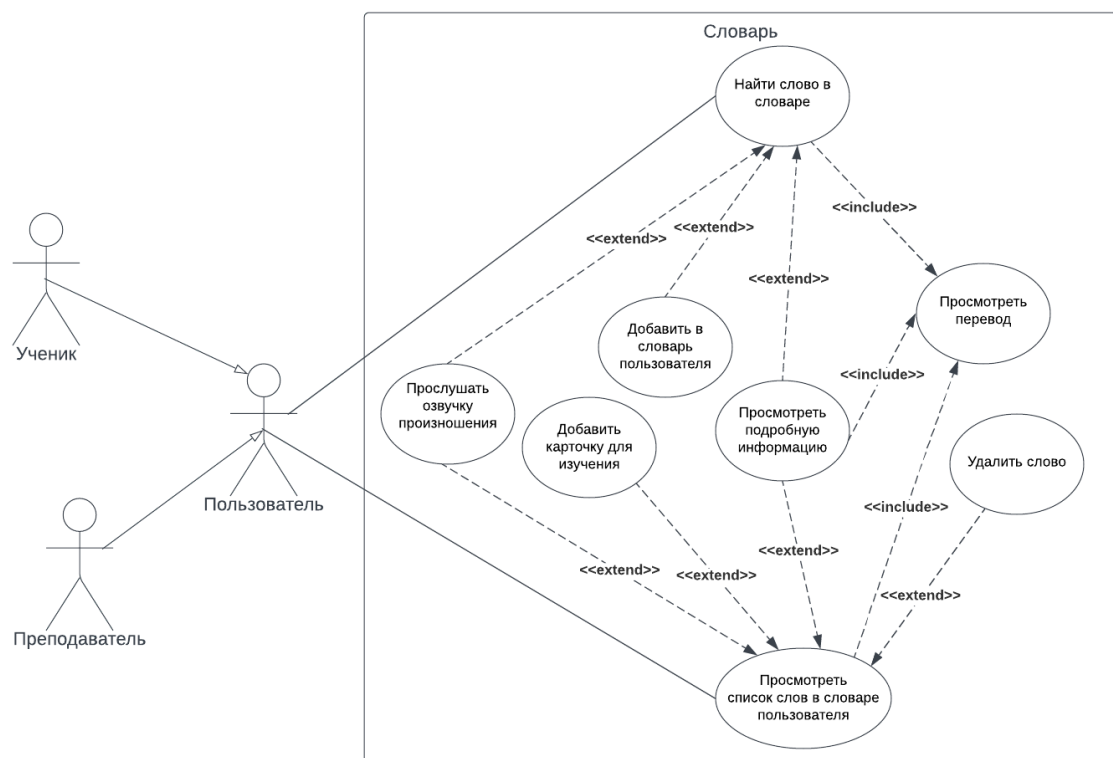 Словарь
Найти слово в
словаре
<<include>>
<<extend>>
<<extend>>
<<extend>>
Просмотреть
перевод
Ученик
Добавить в
словарь
пользователя
<<include>>
Прослушать
озвучку
произношения
Просмотреть
подробную
информацию
Добавить
карточку для
изучения
Удалить слово
Пользователь
<<include>>
<<extend>>
<<extend>>
<<extend>>
<<extend>>
Преподаватель
Просмотреть
список слов в словаре
пользователя